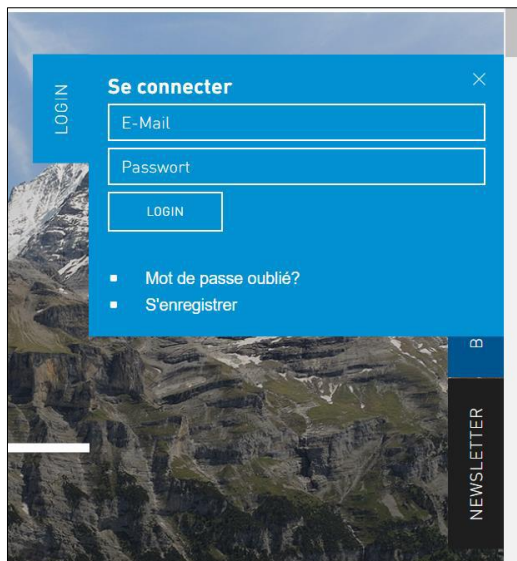 LOGIN
Se connecter
E-Mail
Passwort
LOGIN
Mot de passe oublié?
S'enregistrer
B
NEWSLETTER